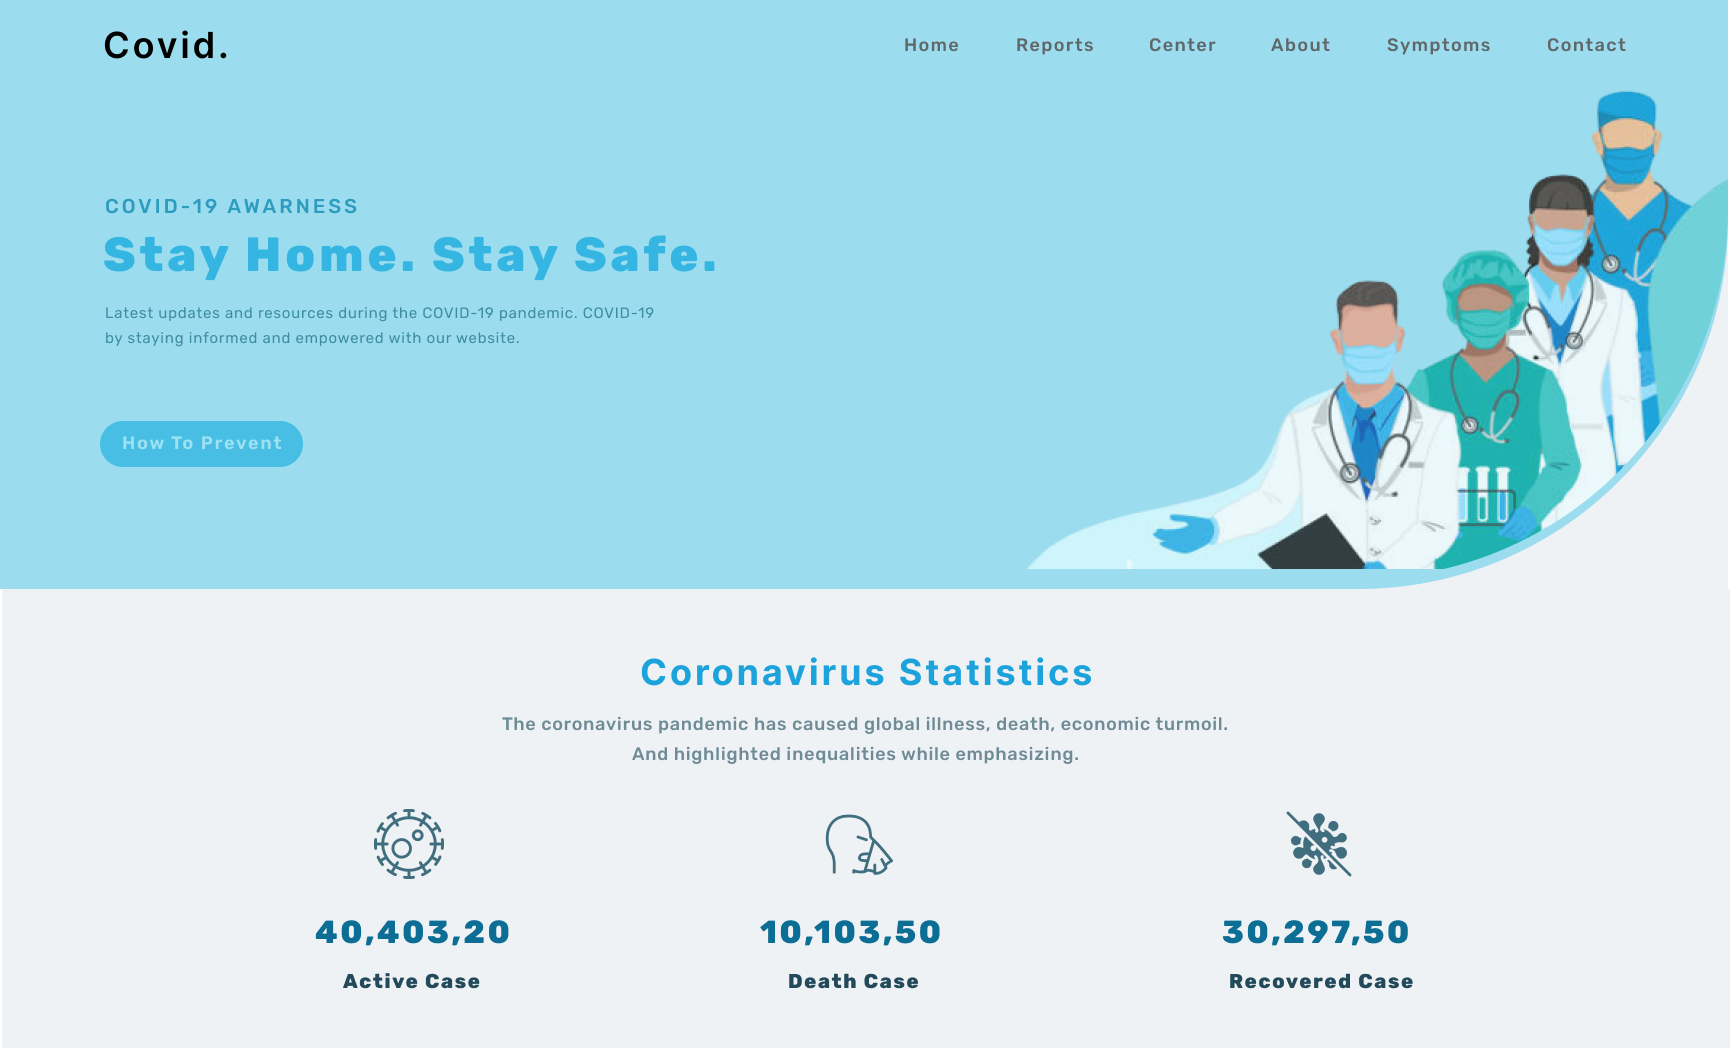 Covid.
Home Reports Center About Symptoms Contact
COVID-19 AWARNESS
Stay Home. Stay Safe.
Latest updates and resources during the COVID-19 pandemic. COVID-19
by staying informed and empowered with our website.
How To Prevent
Coronavirus Statistics
The coronavirus pandemic has caused global illness, death, economic turmoil.
And highlighted inequalities while emphasizing.
40,403,20 10,103,50 30,297,50
Active Case Death Case Recovered Case